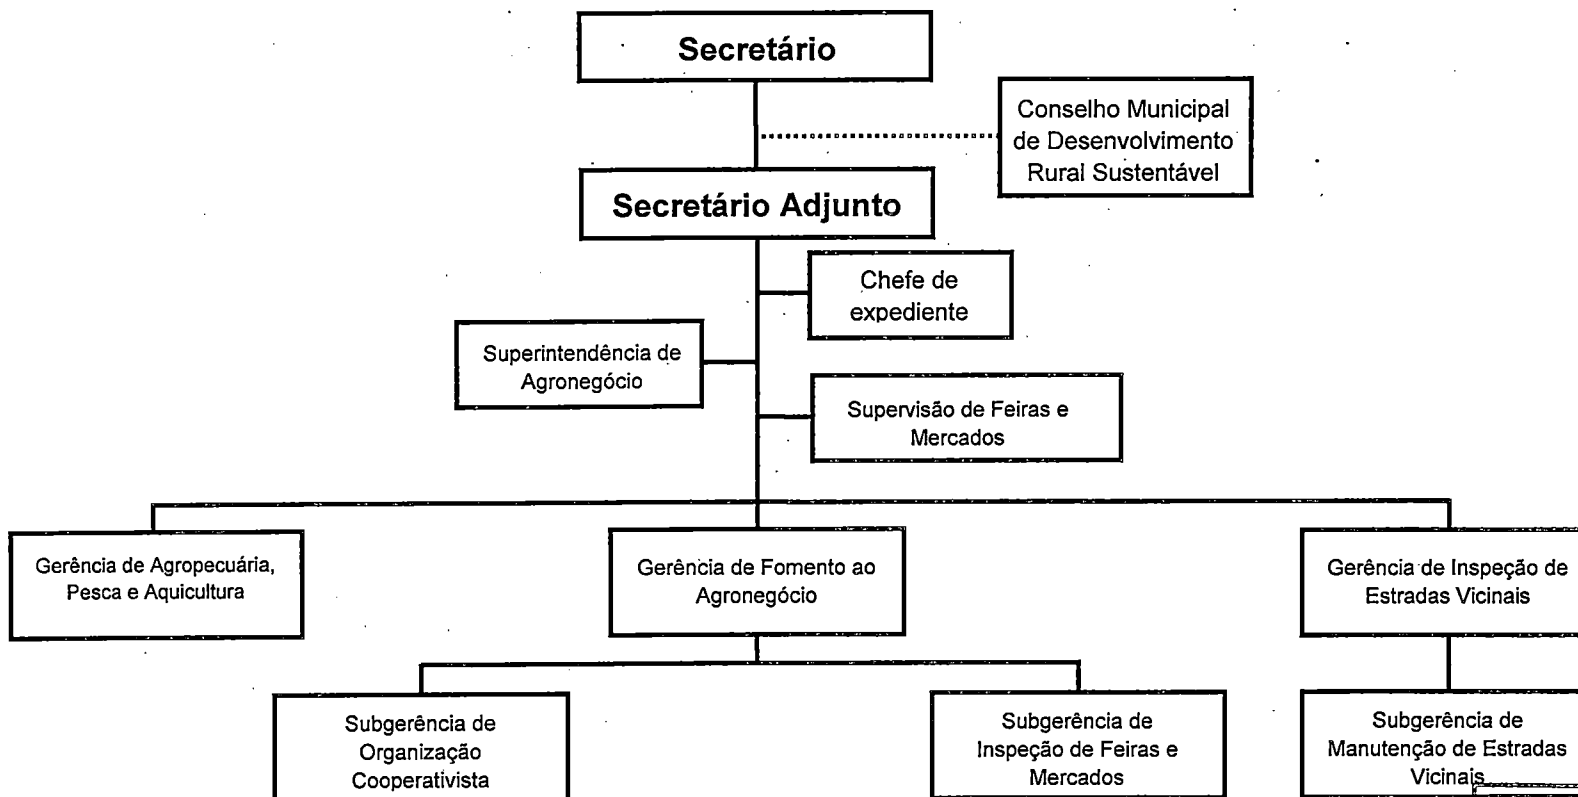 Secretário
Conselho Municipal
de Desenvolvimento
Rural Sustentável
Secretário Adjunto
Chefe de
expediente
Superintendência de
Agronegócio
Supervisão de Feiras e
Mercados
Gerência de Agropecuária,
Pesca e Aquicultura
Gerência de Fomento ao
Agronegócio
Gerência de Inspeção de
Estradas Vicinais
Subgerência de
Organização
Cooperativista
Subgerência de
Inspeção de Feiras e
Mercados
Subgerência de
Manutenção de Estradas
Vicinais